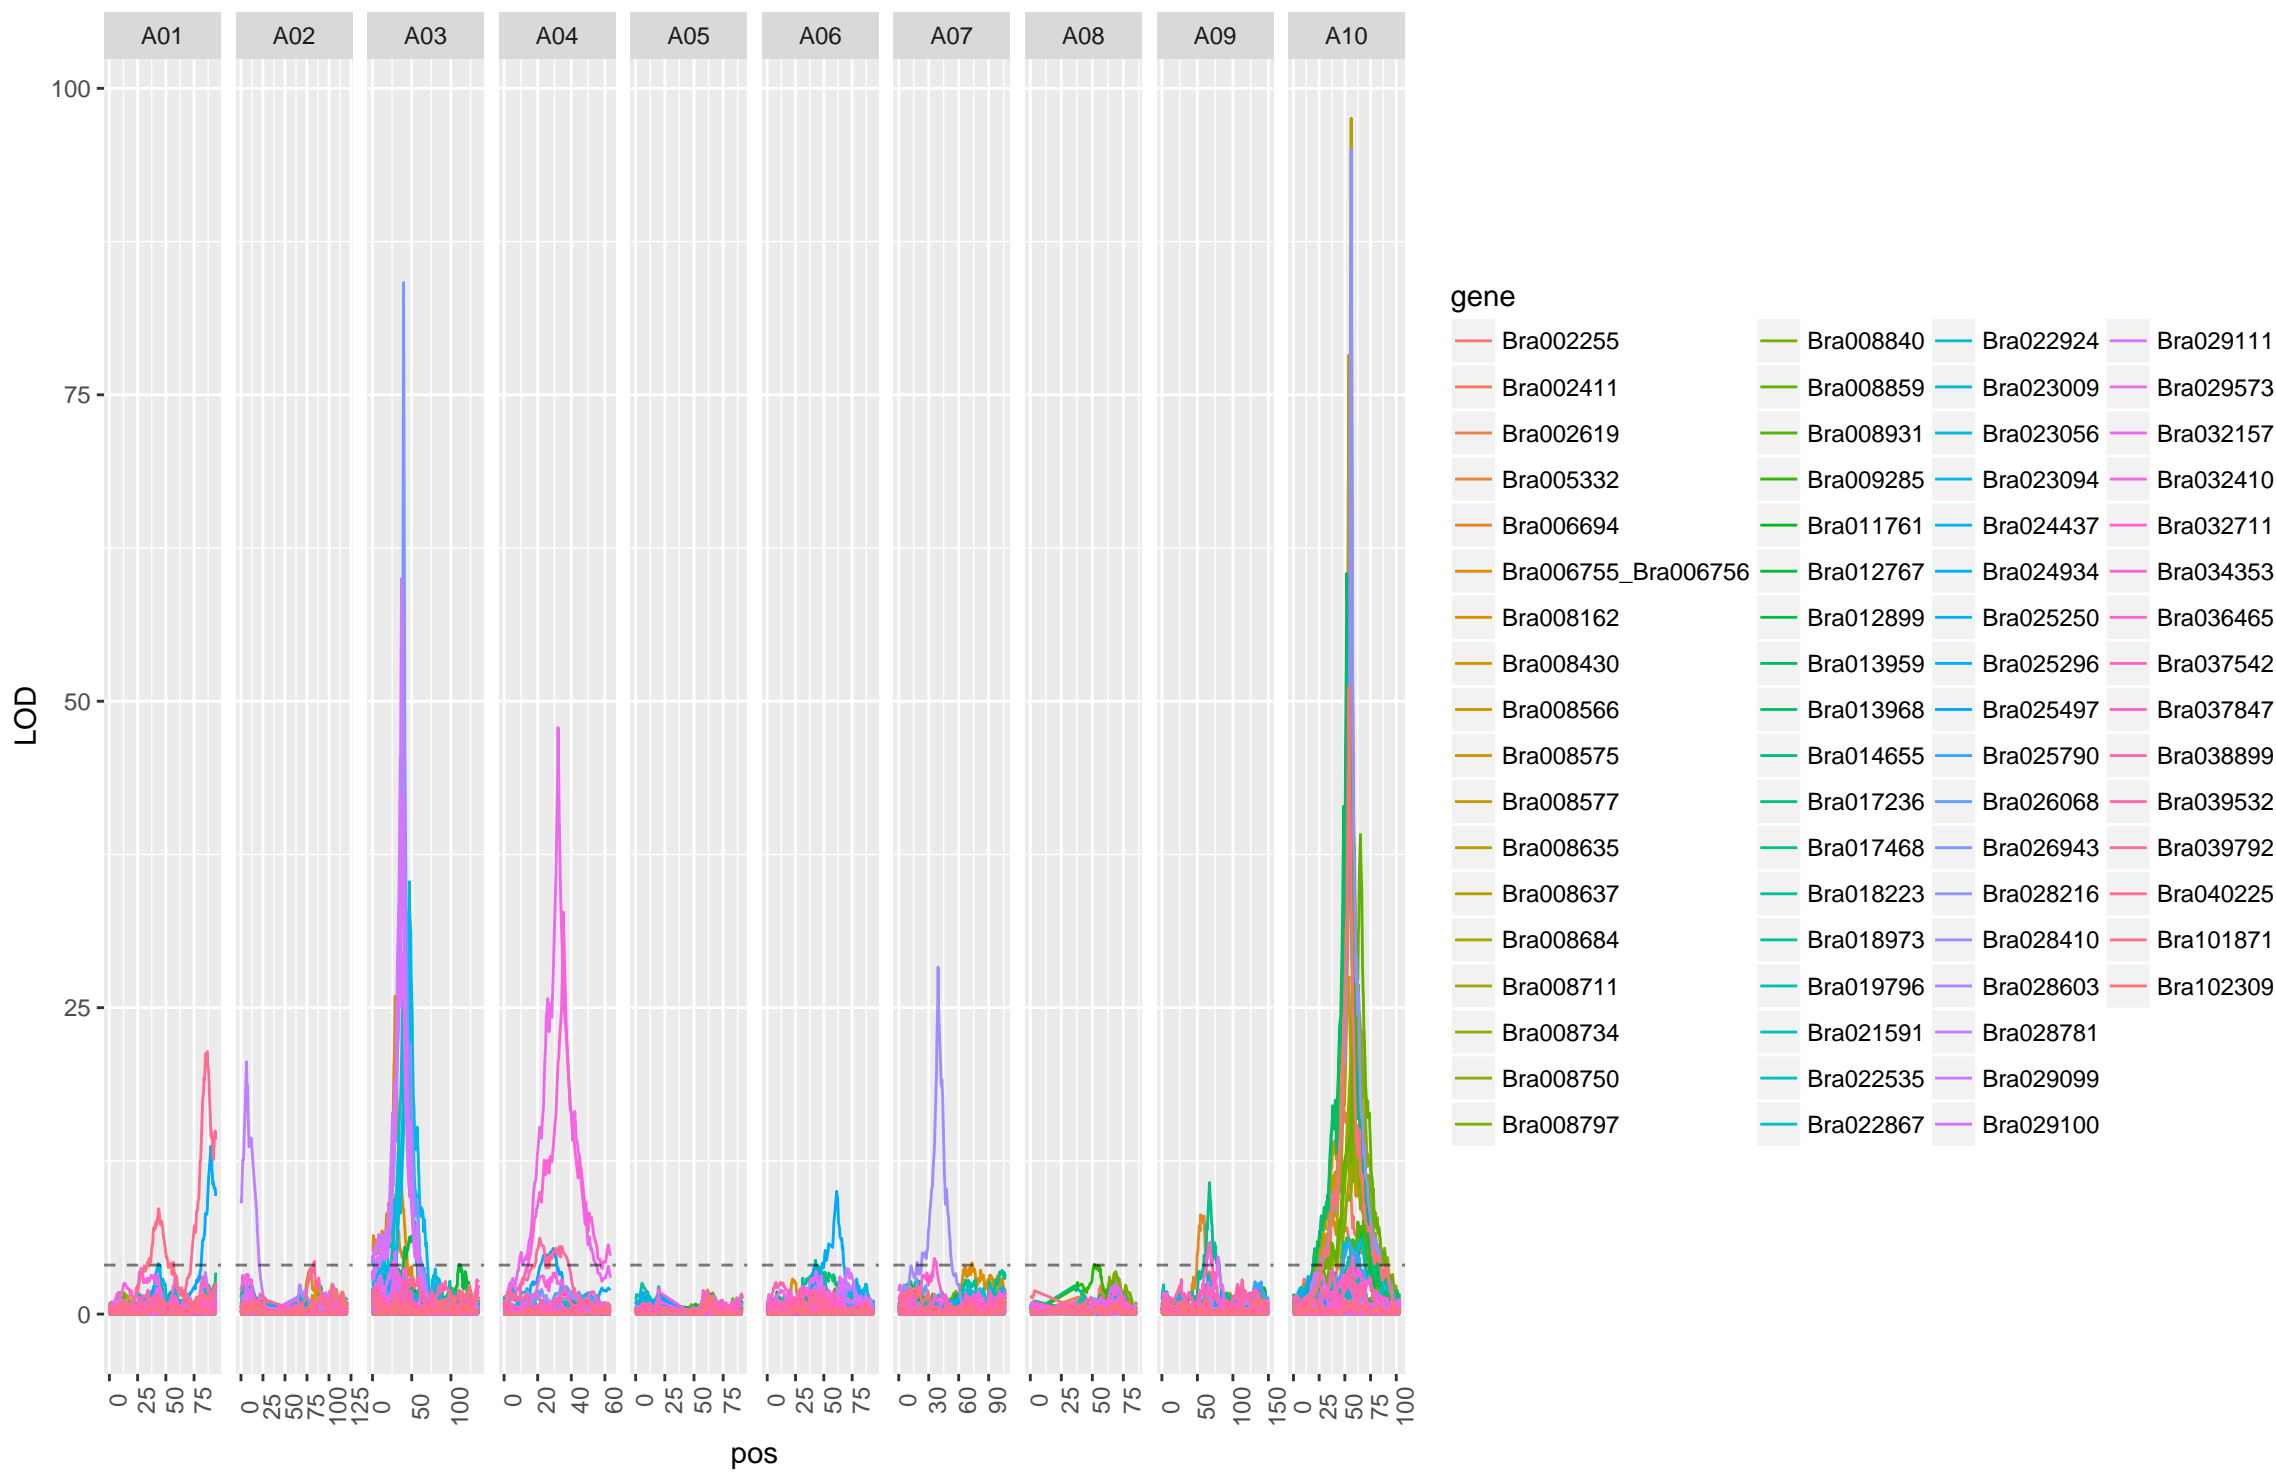 A01 A02 A03 A04 A05 A06 A07 A08 A09 A10
100
75
50
25
0
LOD
0 25 50 75
0 25 50 75 100 125
0 50 100
0 20 40 60
0 25 50 75
0 25 50 75
0 30 60 90
0 25 50 75
0 50 100 150
0 25 50 75 100
pos
gene
Bra002255
Bra002411
Bra002619
Bra005332
Bra006694
Bra006755_Bra006756
Bra008162
Bra008430
Bra008566
Bra008575
Bra008577
Bra008635
Bra008637
Bra008684
Bra008711
Bra008734
Bra008750
Bra008797
Bra008840
Bra008859
Bra008931
Bra009285
Bra011761
Bra012767
Bra012899
Bra013959
Bra013968
Bra014655
Bra017236
Bra017468
Bra018223
Bra018973
Bra019796
Bra021591
Bra022535
Bra022867
Bra022924
Bra023009
Bra023056
Bra023094
Bra024437
Bra024934
Bra025250
Bra025296
Bra025497
Bra025790
Bra026068
Bra026943
Bra028216
Bra028410
Bra028603
Bra028781
Bra029099
Bra029100
Bra029111
Bra029573
Bra032157
Bra032410
Bra032711
Bra034353
Bra036465
Bra037542
Bra037847
Bra038899
Bra039532
Bra039792
Bra040225
Bra101871
Bra102309